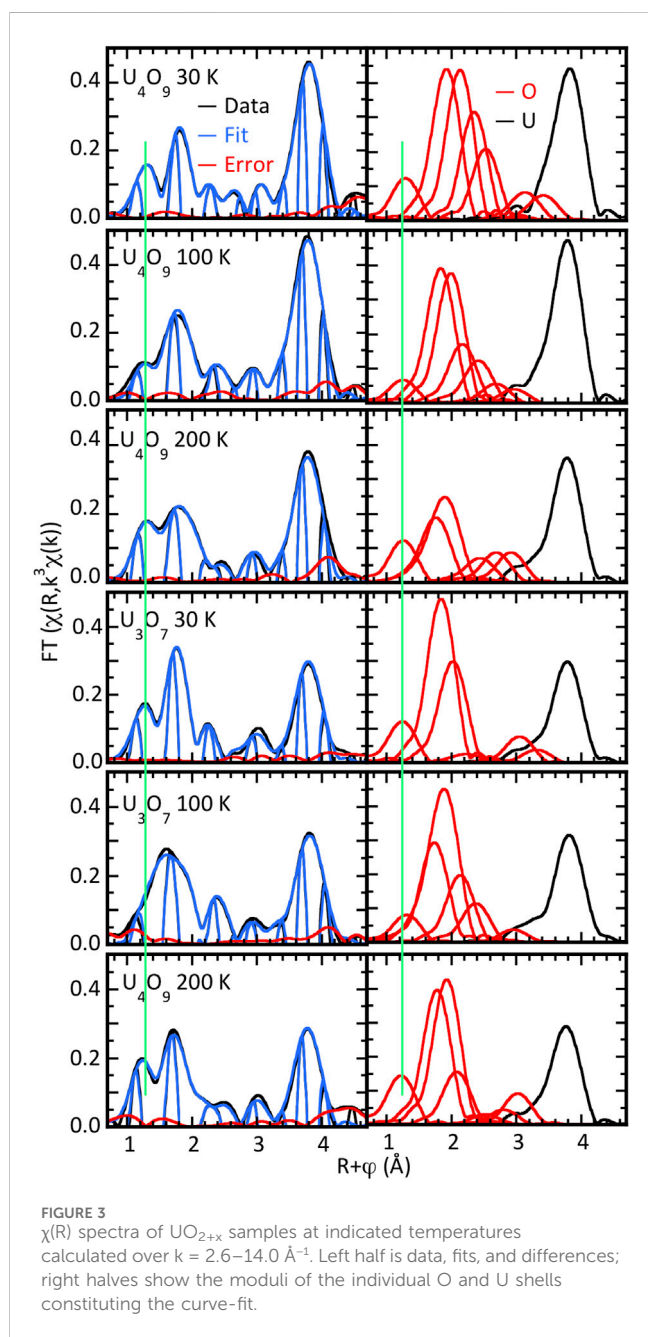 U4O9 30 K
Data
Fit
Error
O
U
0.4
0.2
0.0
U4O9 100 K
0.4
0.2
0.0
U4O9 200 K
0.4
0.2
0.0
U3O7 30 K
0.4
0.2
0.0
U3O7 100 K
0.4
0.2
0.0
U4O9 200 K
0.4
0.2
0.0
FT (χ(R,k³χ(k))
1 2 3 4 1 2 3 4
R+φ (Å)
FIGURE 3
χ(R) spectra of UO2+x samples at indicated temperatures
calculated over k = 2.6–14.0 Å⁻¹. Left half is data, fits, and differences;
right halves show the moduli of the individual O and U shells
constituting the curve-fit.